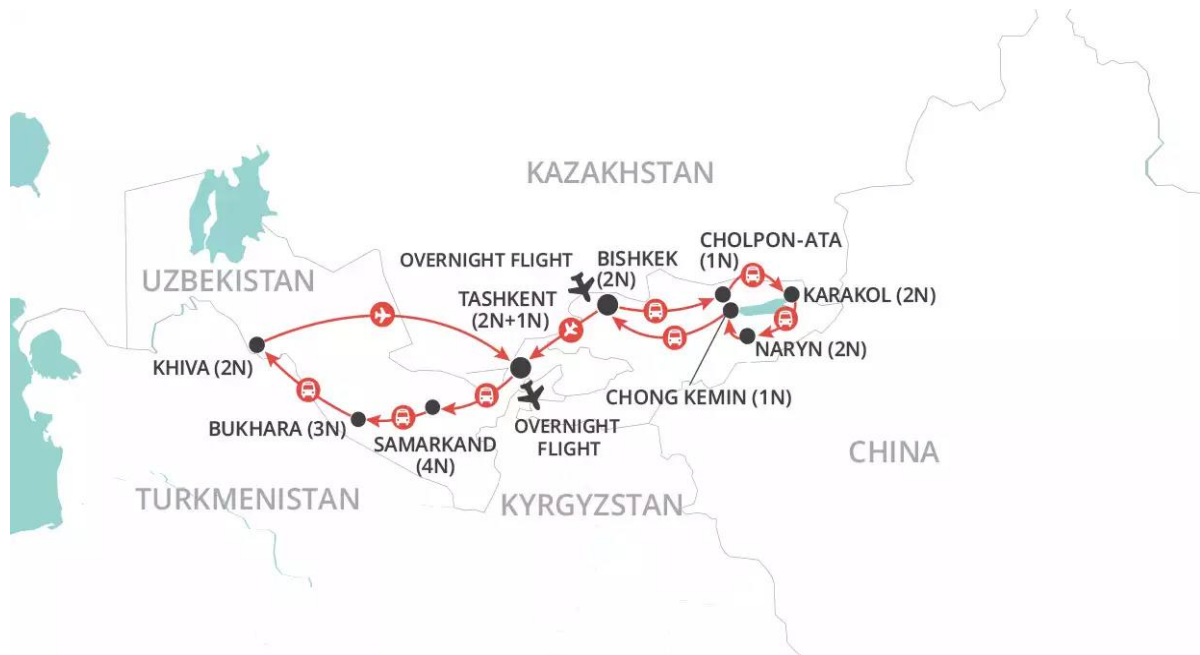 KAZAKHSTAN
CHOLPON-ATA
(1N)
OVERNIGHT FLIGHT
BISHKEK
(2N)
UZBEKISTAN
TASHKENT
(2N+1N)
KARAKOL (2N)
NARYN (2N)
KHIVA (2N)
CHONG KEMIN (1N)
BUKHARA (3N)
SAMARKAND
(4N)
OVERNIGHT
FLIGHT
CHINA
TURKMENISTAN
KYRGYZSTAN